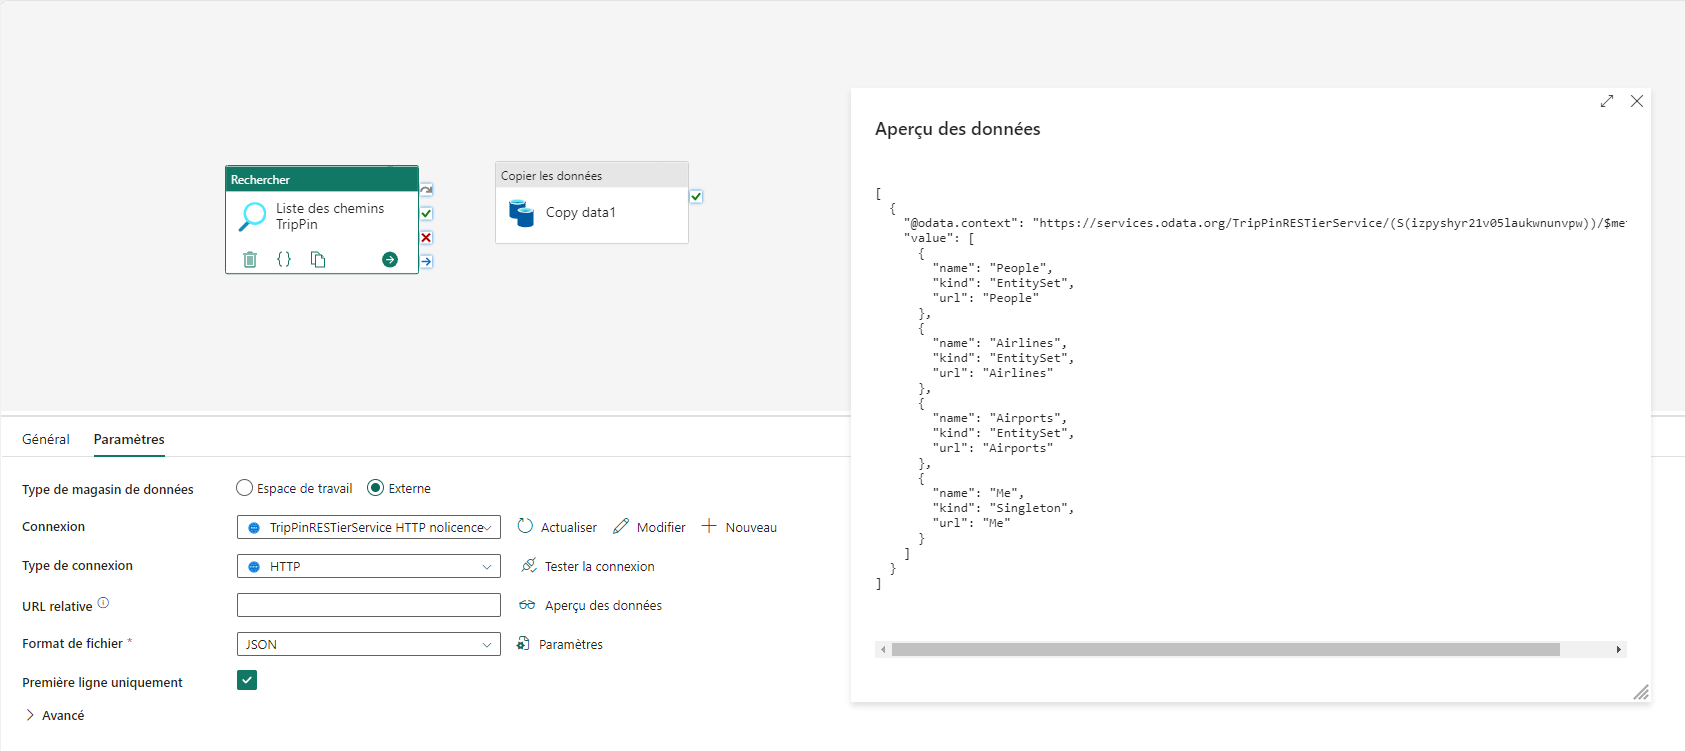 Rechercher
Liste des chemins
TripPin
{}
Copier les données
Copy data1
Général
Paramètres
Type de magasin de données
Espace de travail
Externe
Connexion
TripPinRESTierService HTTP nolicence
Actualiser
Modifier
Nouveau
Type de connexion
HTTP
Tester la connexion
URL relative
Aperçu des données
Format de fichier *
JSON
Paramètres
Première ligne uniquement
Avancé
Aperçu des données
[
{
"@odata.context": "https://services.odata.org/TripPinRESTierService/(S(izpyshyr21v05laukwnunvpw))/$me
"value": [
{
"name": "People",
"kind": "EntitySet",
"url": "People"
},
{
"name": "Airlines",
"kind": "EntitySet",
"url": "Airlines"
},
{
"name": "Airports",
"kind": "EntitySet",
"url": "Airports"
},
{
"name": "Me",
"kind": "Singleton",
"url": "Me"
}
]
}
]